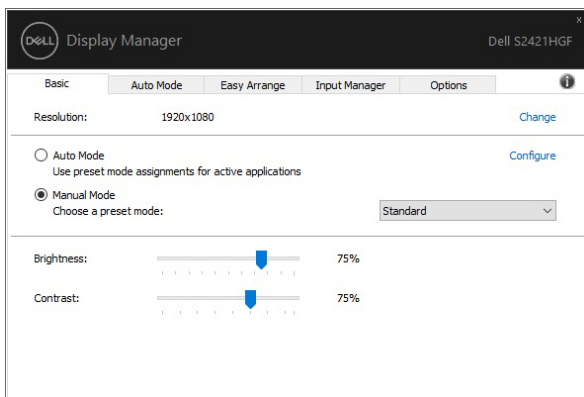 DELL Display Manager Dell S2421HGF
Basic Auto Mode Easy Arrange Input Manager Options
Resolution: 1920x1080 Change
Auto Mode Configure
Use preset mode assignments for active applications
Manual Mode
Choose a preset mode: Standard
Brightness: 75%
Contrast: 75%